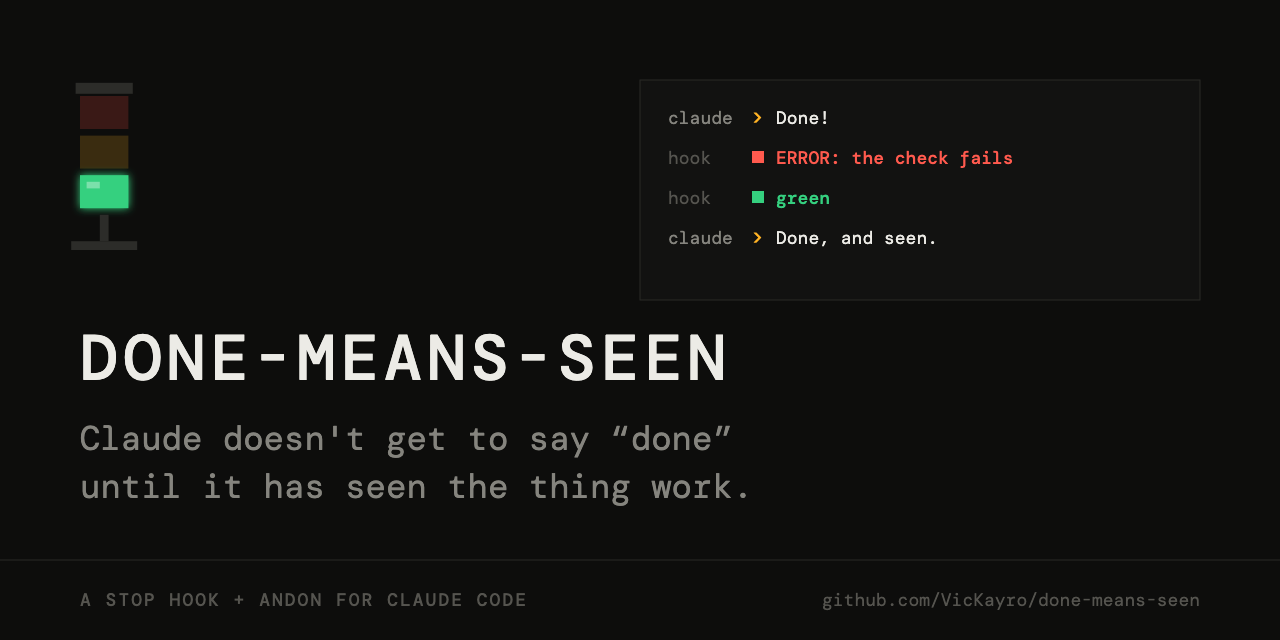 claude › Done!
hook ERROR: the check fails
hook green
claude › Done, and seen.
DONE-MEANS-SEEN
Claude doesn't get to say “done”
until it has seen the thing work.
A STOP HOOK + ANDON FOR CLAUDE CODE
github.com/VicKayro/done-means-seen